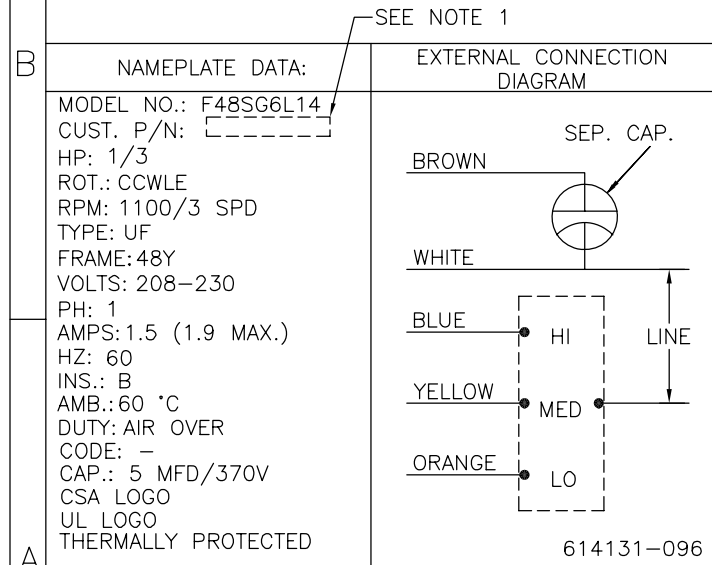 SEE NOTE 1
B
NAMEPLATE DATA:
EXTERNAL CONNECTION
DIAGRAM
MODEL NO.: F48SG6L14
CUST. P/N:
HP: 1/3
ROT.: CCWLE
RPM: 1100/3 SPD
TYPE: UF
FRAME: 48Y
VOLTS: 208-230
PH: 1
AMPS: 1.5 (1.9 MAX.)
HZ: 60
INS.: B
AMB.: 60 °C
DUTY: AIR OVER
CODE: -
CAP.: 5 MFD/370V
CSA LOGO
UL LOGO
THERMALLY PROTECTED
A
SEP. CAP.
BROWN
WHITE
BLUE
HI
LINE
YELLOW
MED
ORANGE
LO
614131-096